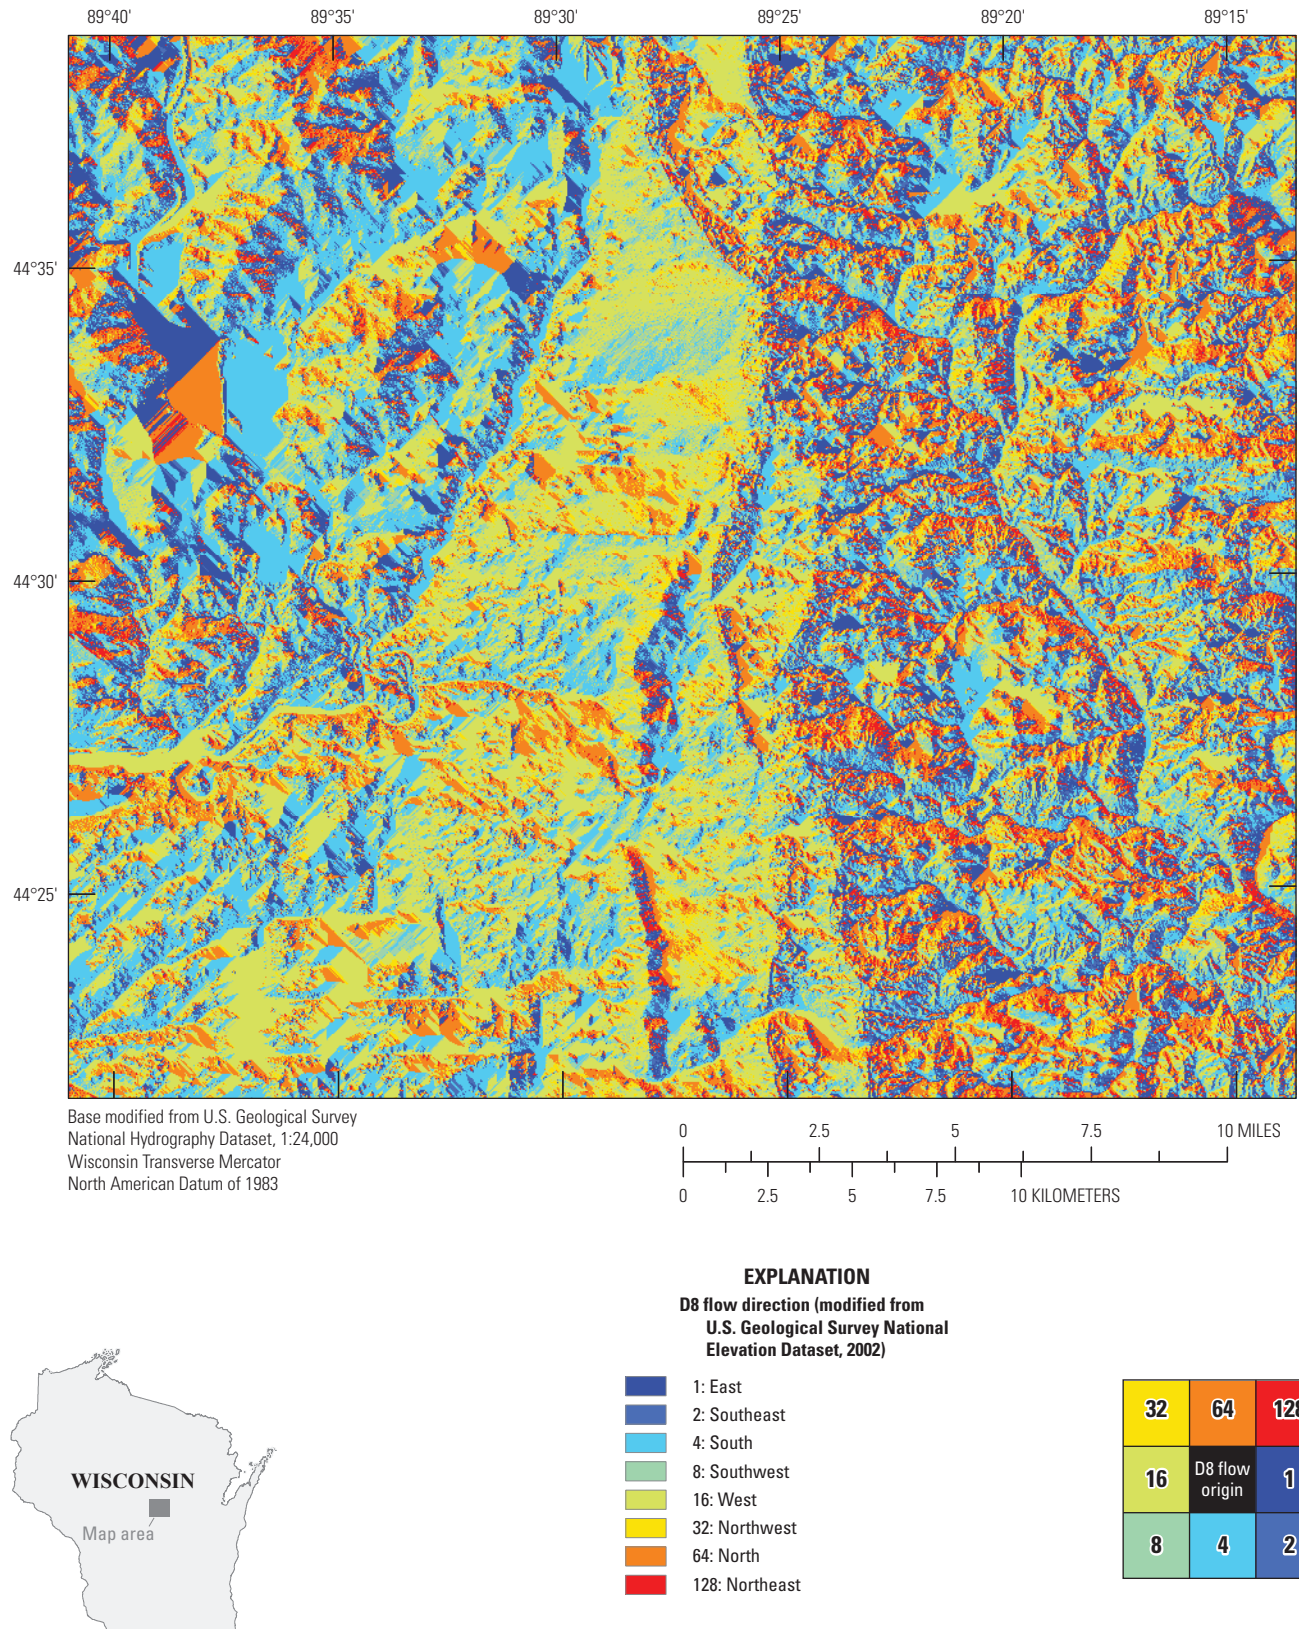 89°40' 89°35' 89°30' 89°25' 89°20' 89°15'
44°35'
44°30'
44°25'
Base modified from U.S. Geological Survey
National Hydrography Dataset, 1:24,000
Wisconsin Transverse Mercator
North American Datum of 1983
0 2.5 5 7.5 10 MILES
0 2.5 5 7.5 10 KILOMETERS
EXPLANATION
D8 flow direction (modified from
U.S. Geological Survey National
Elevation Dataset, 2002)
1: East
2: Southeast
4: South
8: Southwest
16: West
32: Northwest
64: North
128: Northeast
32 64 128
16 D8 flow
origin 1
8 4 2
WISCONSIN
Map area